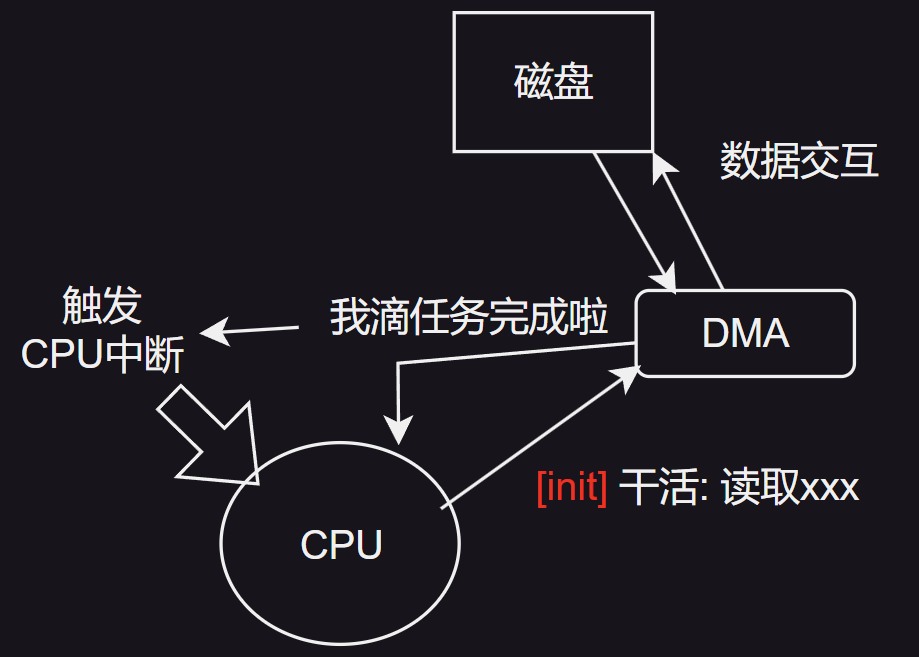 磁盘
数据交互
触发
CPU中断
我滴任务完成啦
DMA
[init] 干活: 读取xxx
CPU